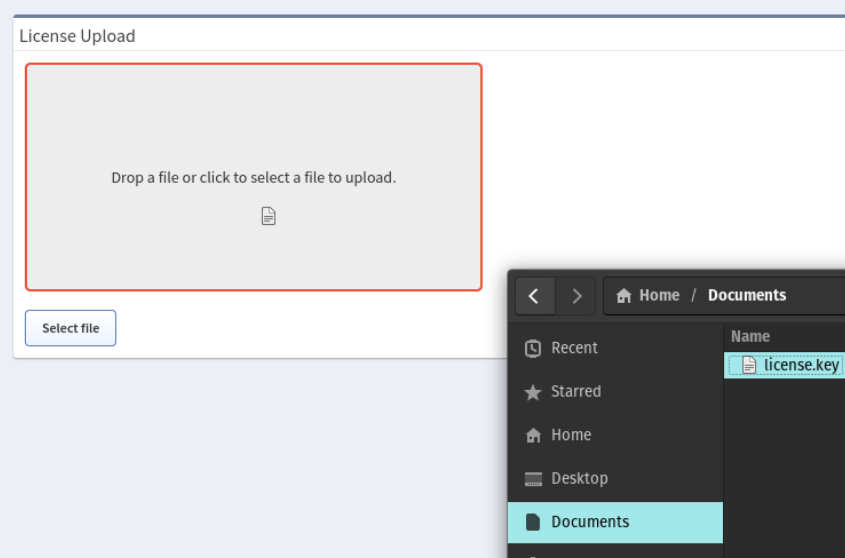 License Upload
Drop a file or click to select a file to upload.
Select file
Home / Documents
Name
Recent
license.key
Starred
Home
Desktop
Documents